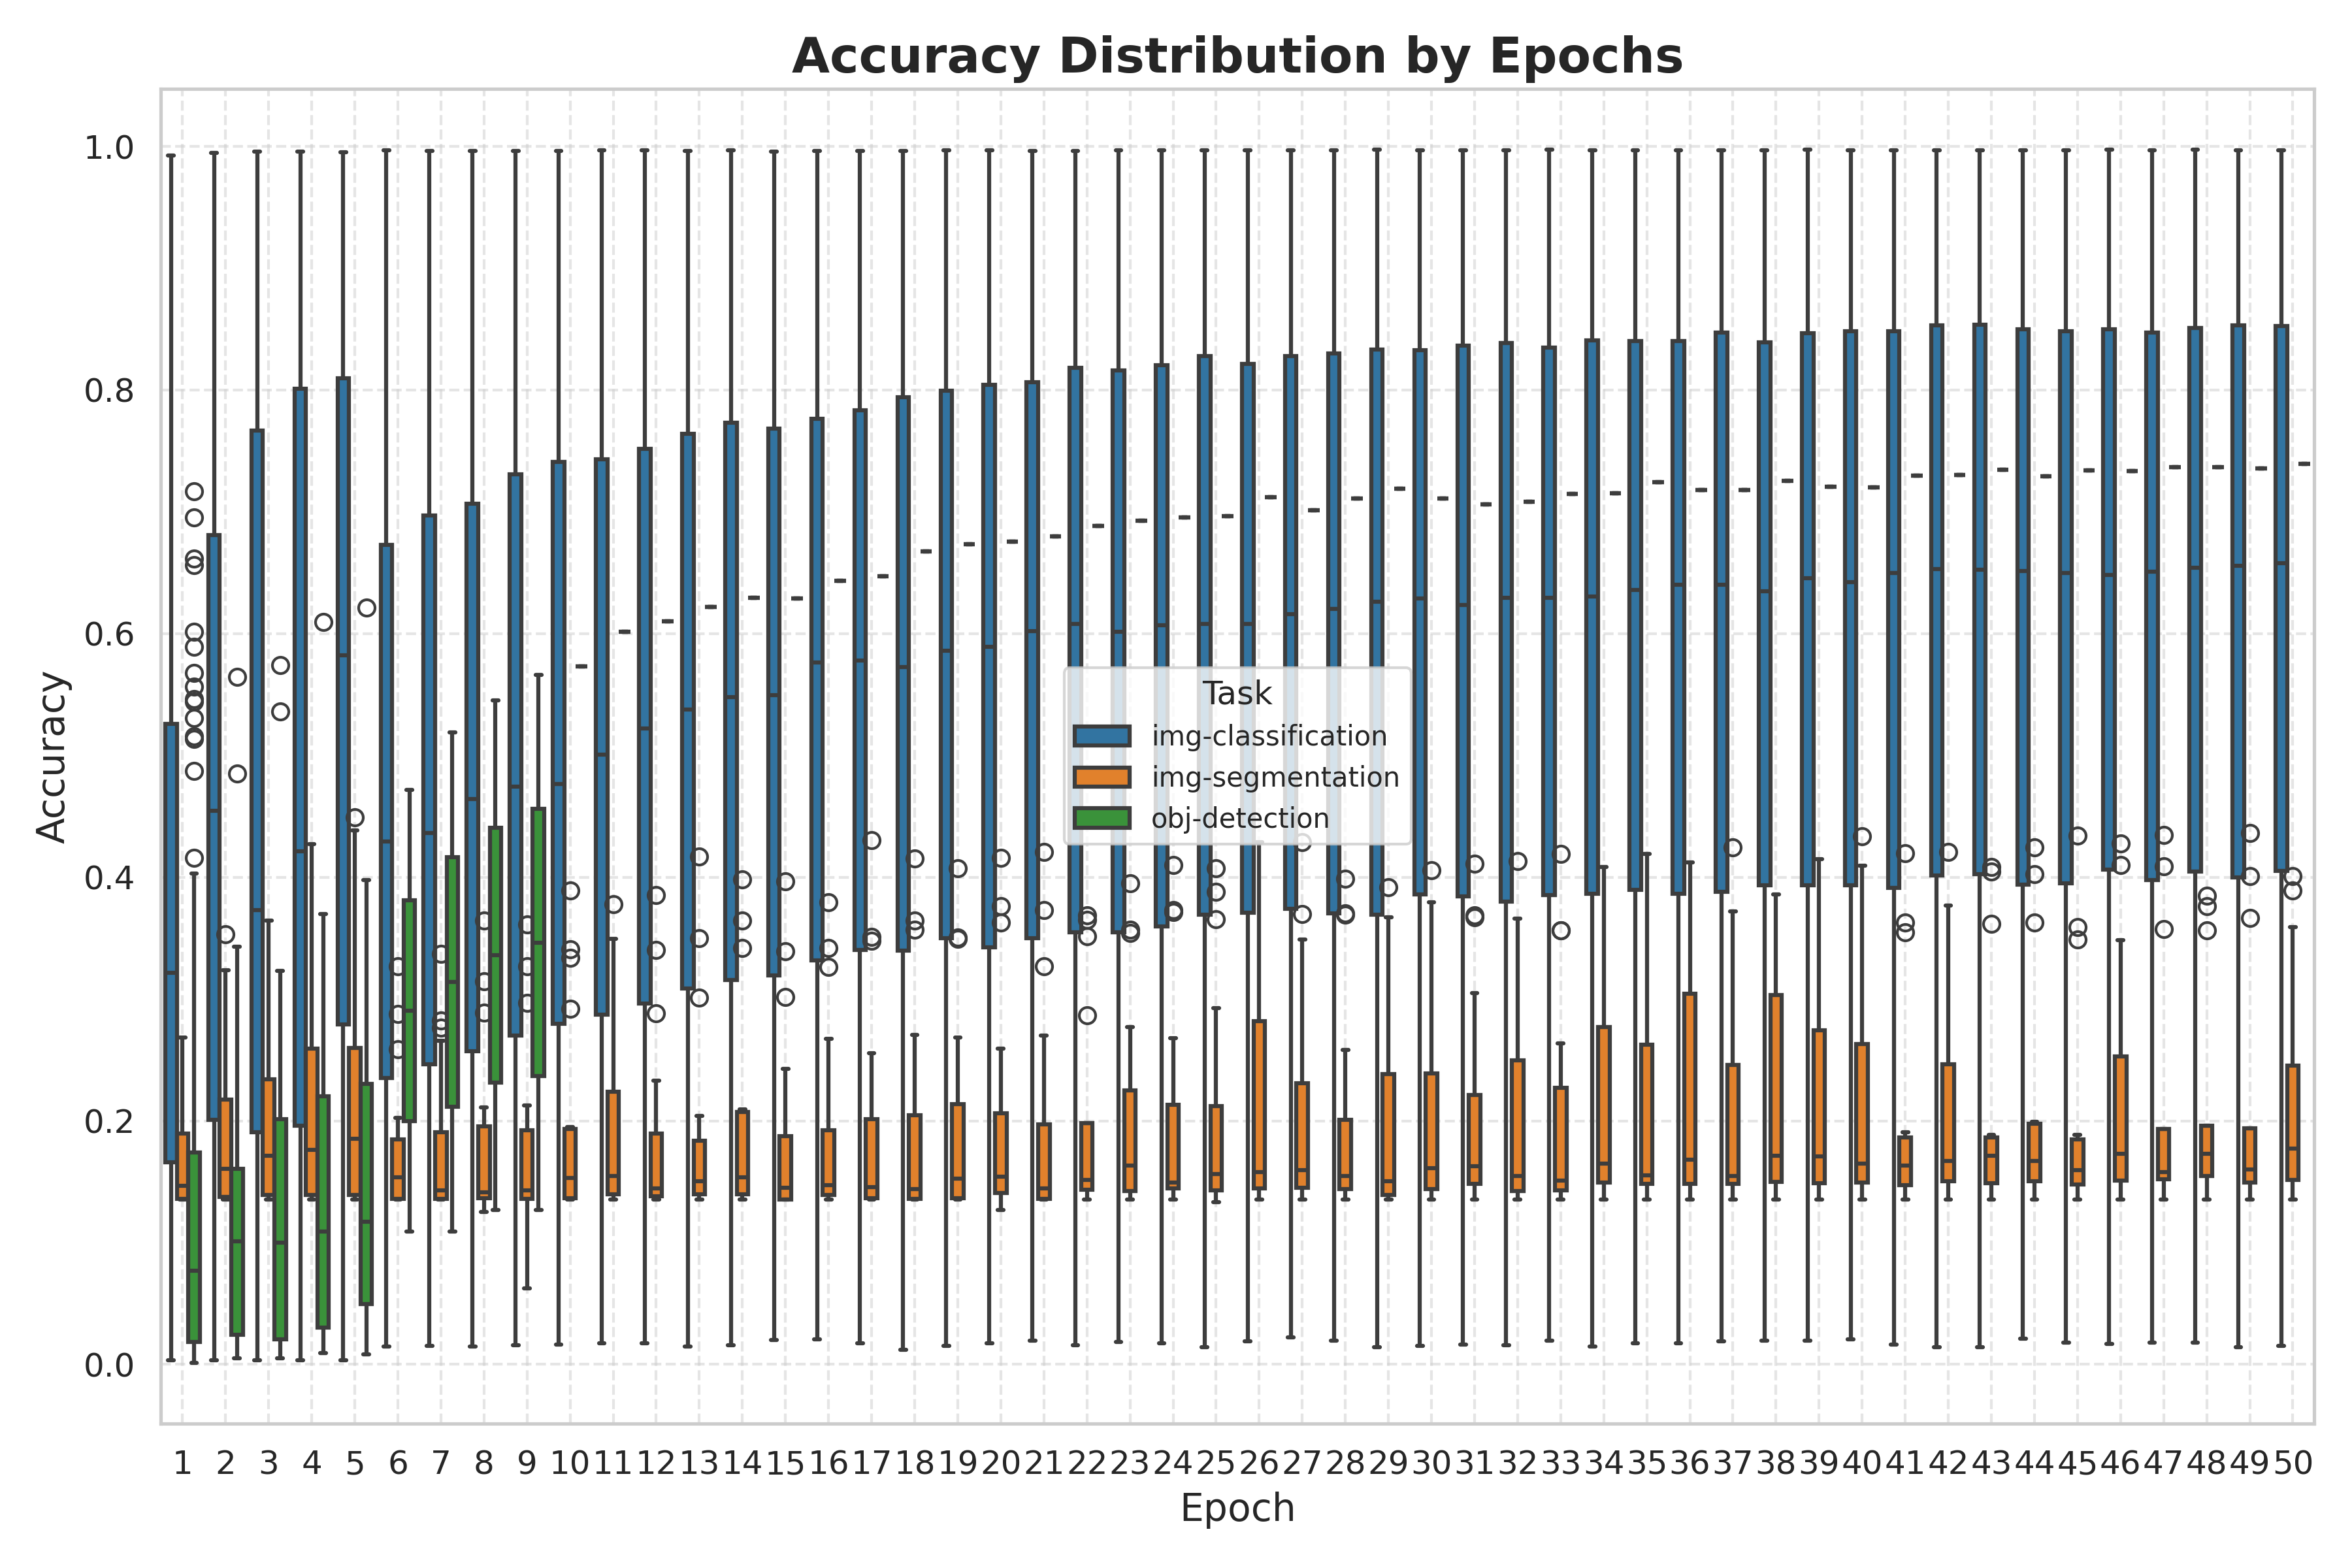 Accuracy Distribution by Epochs
1.0
0.8
0.6
0.4
0.2
0.0
Accuracy
Task
img-classification
img-segmentation
obj-detection
1 2 3 4 5 6 7 8 9 10 11 12 13 14 15 16 17 18 19 20 21 22 23 24 25 26 27 28 29 30 31 32 33 34 35 36 37 38 39 40 41 42 43 44 45 46 47 48 49 50
Epoch